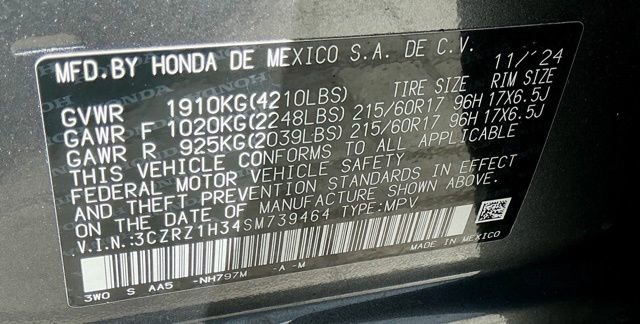 MFD.BY HONDA DE MEXICO S.A. DE C.V. 11/'24
TIRE SIZE RIM SIZE
GVWR 1910KG(4210LBS)
GAWR F 1020KG(2248LBS) 215/60R17 96H 17X6.5J
GAWR R 925KG(2039LBS) 215/60R17 96H 17X6.5J
THIS VEHICLE CONFORMS TO ALL APPLICABLE
FEDERAL MOTOR VEHICLE SAFETY
AND THEFT PREVENTION STANDARDS IN EFFECT
ON THE DATE OF MANUFACTURE SHOWN ABOVE.
V.I.N.:3CZRZ1H34SM739464 TYPE:MPV
MADE IN MEXICO
3W0 S AA5 -NH797M -A -M